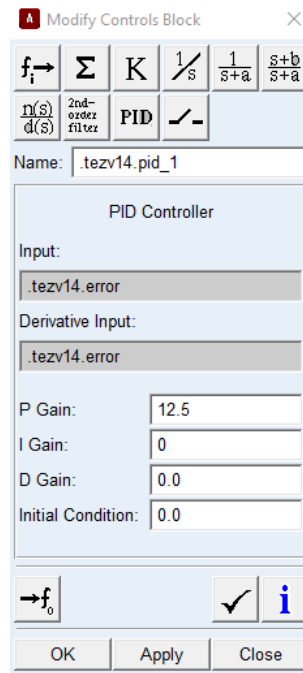 A Modify Controls Block
fi→ Σ K 1/s 1/s+a s+b/s+a
n(s)/d(s) 2nd-order filter PID
Name: .tezv14.pid_1
PID Controller
Input:
.tezv14.error
Derivative Input:
.tezv14.error
P Gain: 12.5
I Gain: 0
D Gain: 0.0
Initial Condition: 0.0
→fo i
OK Apply Close